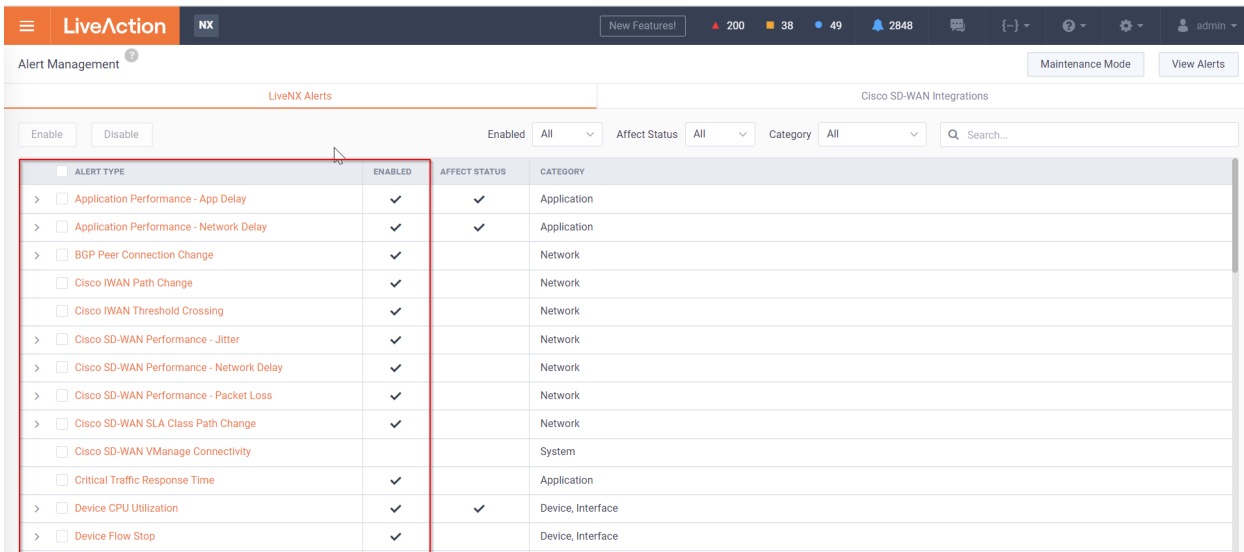 LiveAction NX New Features! 200 38 49 2848 {···} ? admin
Alert Management ? Maintenance Mode View Alerts
LiveNX Alerts Cisco SD-WAN Integrations
Enable Disable Enabled All Affect Status All Category All Search...
ALERT TYPE ENABLED AFFECT STATUS CATEGORY
Application Performance - App Delay Application
Application Performance - Network Delay Application
BGP Peer Connection Change Network
Cisco IWAN Path Change Network
Cisco IWAN Threshold Crossing Network
Cisco SD-WAN Performance - Jitter Network
Cisco SD-WAN Performance - Network Delay Network
Cisco SD-WAN Performance - Packet Loss Network
Cisco SD-WAN SLA Class Path Change Network
Cisco SD-WAN VManage Connectivity System
Critical Traffic Response Time Application
Device CPU Utilization Device, Interface
Device Flow Stop Device, Interface